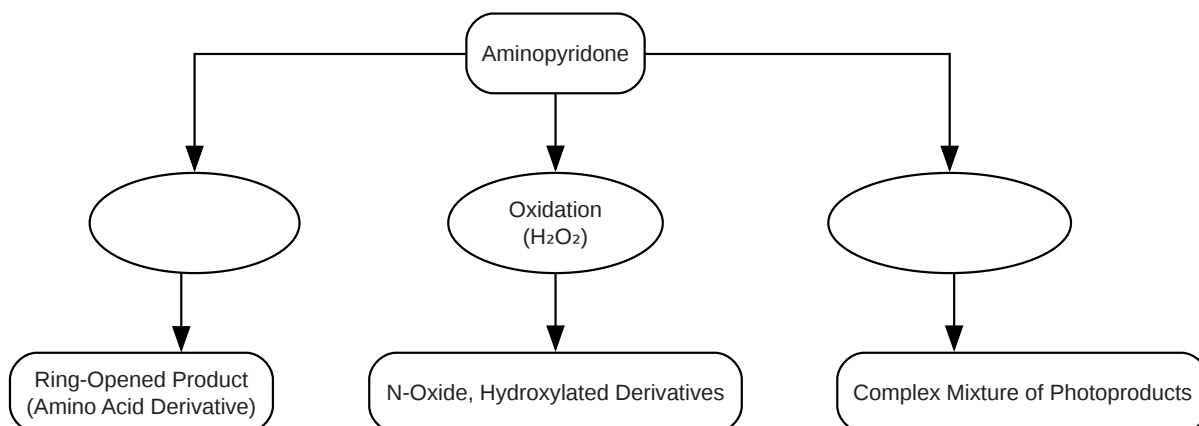 Aminopyridone
Oxidation
(H₂O₂)
Ring-Opened Product
(Amino Acid Derivative)
N-Oxide, Hydroxylated Derivatives
Complex Mixture of Photoproducts